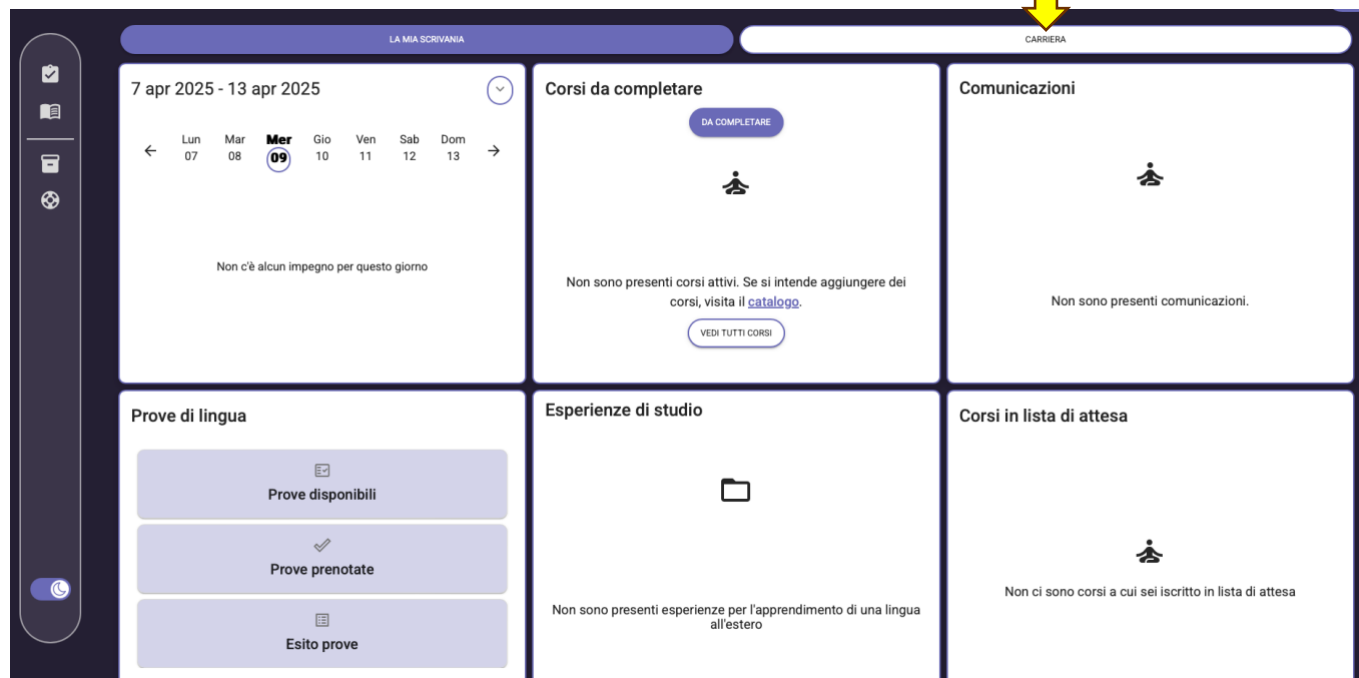 LA MIA SCRIVANIA
CARRIERA
7 apr 2025 - 13 apr 2025
Lun Mar Mer Gio Ven Sab Dom
07 08 09 10 11 12 13
Non c'è alcun impegno per questo giorno
Corsi da completare
DA COMPLETARE
Non sono presenti corsi attivi. Se si intende aggiungere dei
corsi, visita il catalogo.
VEDI TUTTI CORSI
Comunicazioni
Non sono presenti comunicazioni.
Prove di lingua
Prove disponibili
Prove prenotate
Esito prove
Esperienze di studio
Non sono presenti esperienze per l'apprendimento di una lingua
all'estero
Corsi in lista di attesa
Non ci sono corsi a cui sei iscritto in lista di attesa